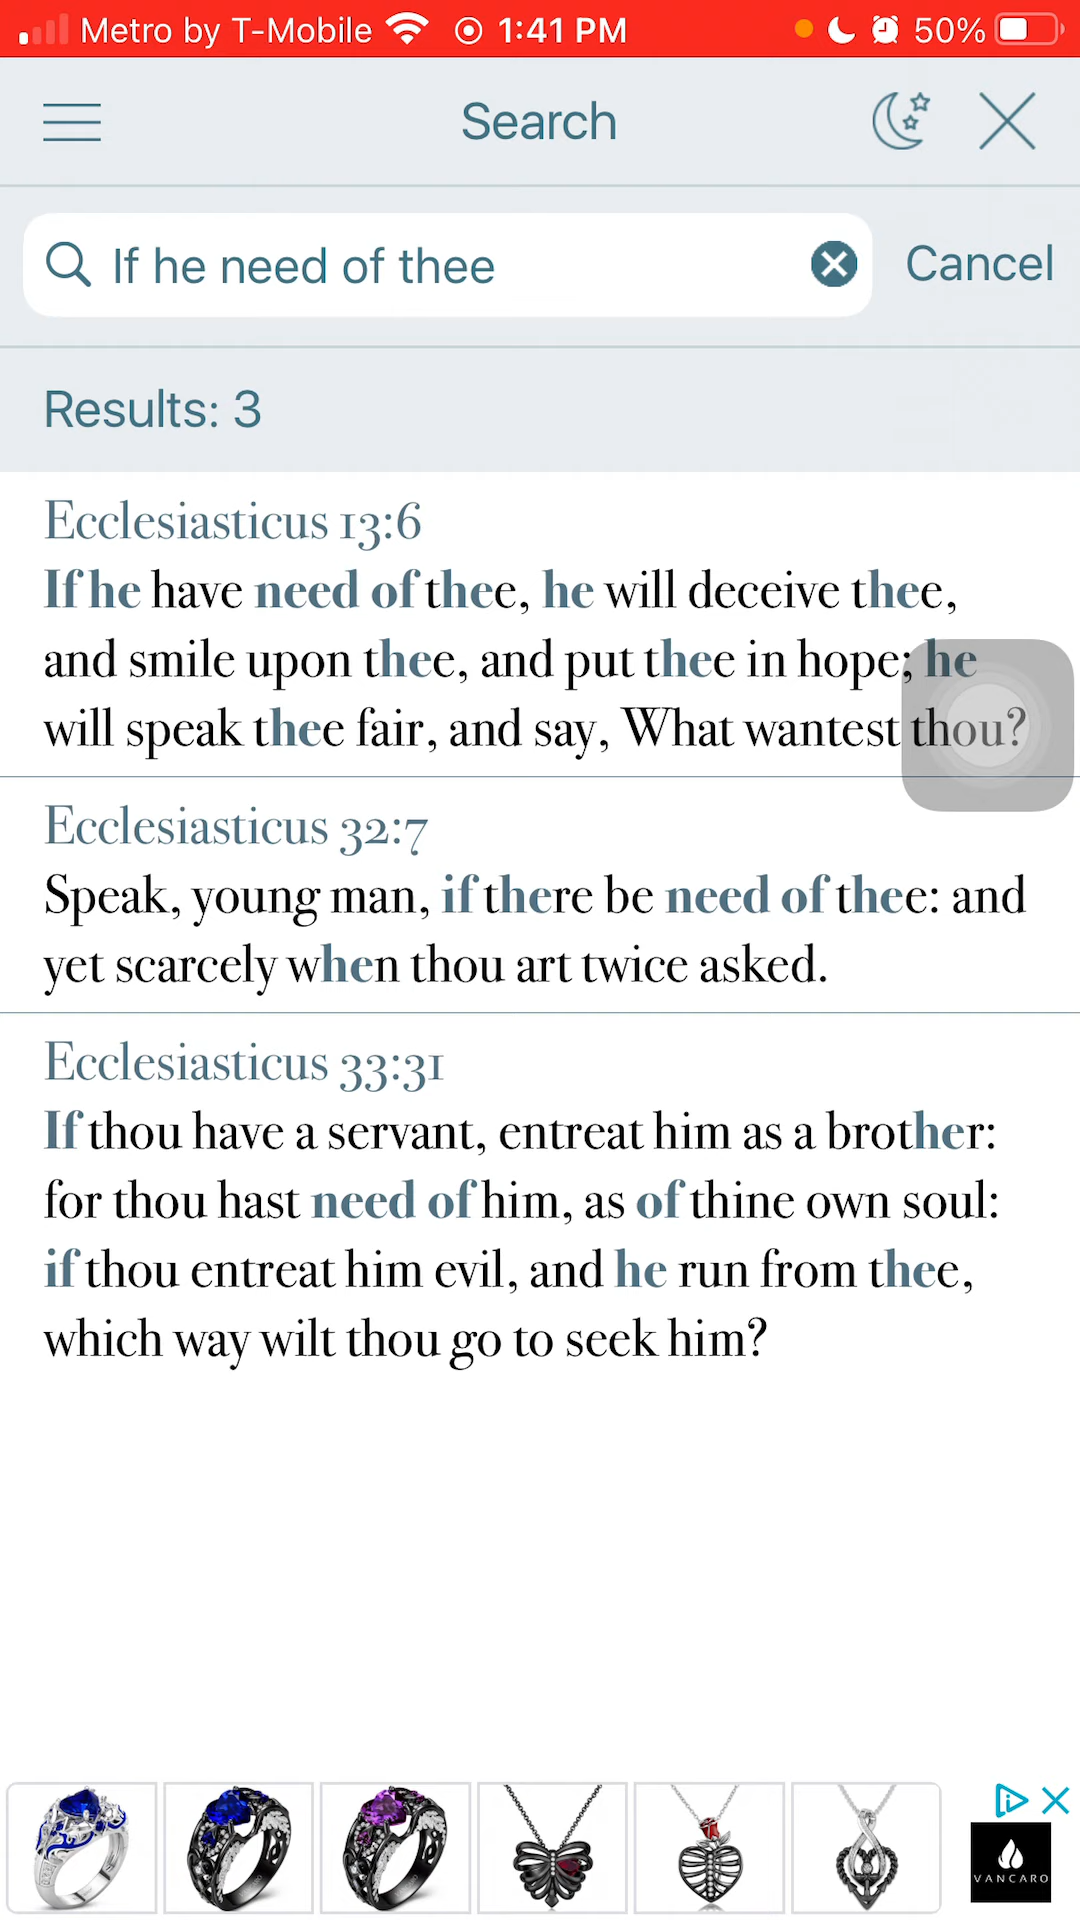 Metro by T-Mobile 1:41 PM 50%
Search
If he need of thee
Cancel
Results: 3
Ecclesiasticus 13:6
If he have need of thee, he will deceive thee,
and smile upon thee, and put thee in hope; he
will speak thee fair, and say, What wantest thou?
Ecclesiasticus 32:7
Speak, young man, if there be need of thee: and
yet scarcely when thou art twice asked.
Ecclesiasticus 33:31
If thou have a servant, entreat him as a brother:
for thou hast need of him, as of thine own soul:
if thou entreat him evil, and he run from thee,
which way wilt thou go to seek him?
VANCARO